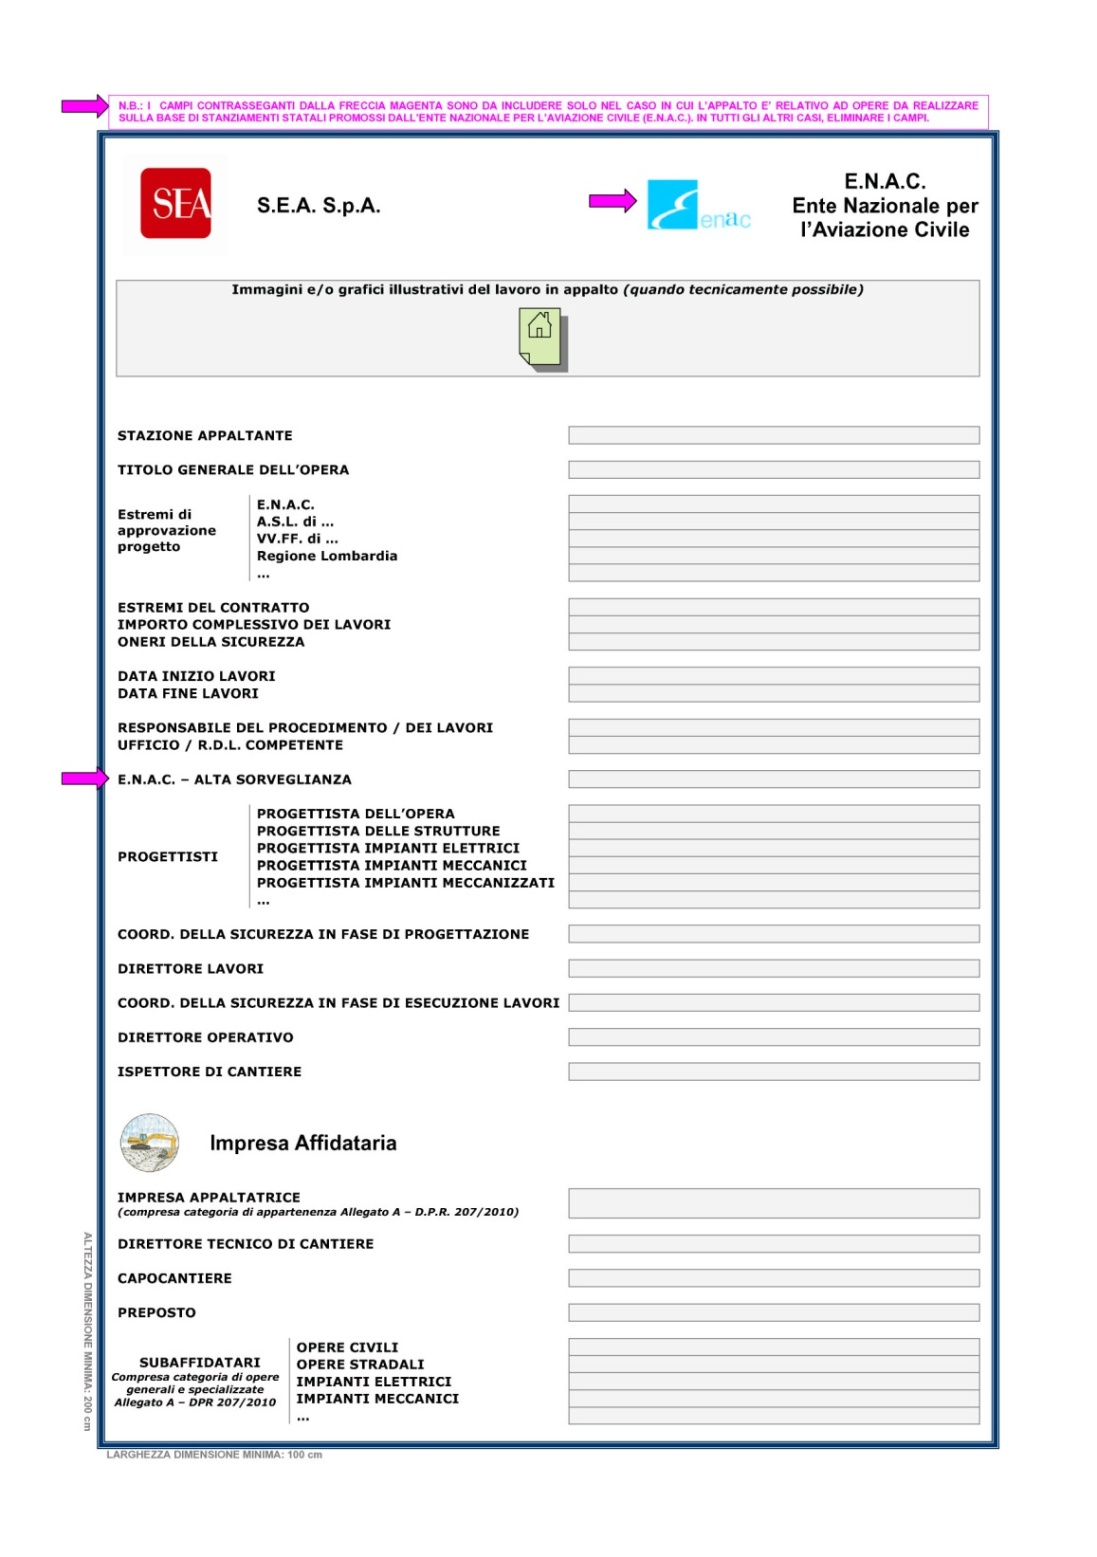 N.B.: I CAMPI CONTRASSEGANTI DALLA FRECCIA MAGENTA SONO DA INCLUDERE SOLO NEL CASO IN CUI L'APPALTO E' RELATIVO AD OPERE DA REALIZZARE
SULLA BASE DI STANZIAMENTI STATALI PROMOSSI DALL'ENTE NAZIONALE PER L'AVIAZIONE CIVILE (E.N.A.C.). IN TUTTI GLI ALTRI CASI, ELIMINARE I CAMPI.
SEA
S.E.A. S.p.A.
enac
E.N.A.C.
Ente Nazionale per
l'Aviazione Civile
Immagini e/o grafici illustrativi del lavoro in appalto (quando tecnicamente possibile)
STAZIONE APPALTANTE
TITOLO GENERALE DELL'OPERA
Estremi di
approvazione
progetto
E.N.A.C.
A.S.L. di ...
VV.FF. di ...
Regione Lombardia
...
ESTREMI DEL CONTRATTO
IMPORTO COMPLESSIVO DEI LAVORI
ONERI DELLA SICUREZZA
DATA INIZIO LAVORI
DATA FINE LAVORI
RESPONSABILE DEL PROCEDIMENTO / DEI LAVORI
UFFICIO / R.D.L. COMPETENTE
E.N.A.C. – ALTA SORVEGLIANZA
PROGETTISTI
PROGETTISTA DELL'OPERA
PROGETTISTA DELLE STRUTTURE
PROGETTISTA IMPIANTI ELETTRICI
PROGETTISTA IMPIANTI MECCANICI
PROGETTISTA IMPIANTI MECCANIZZATI
...
COORD. DELLA SICUREZZA IN FASE DI PROGETTAZIONE
DIRETTORE LAVORI
COORD. DELLA SICUREZZA IN FASE DI ESECUZIONE LAVORI
DIRETTORE OPERATIVO
ISPETTORE DI CANTIERE
Impresa Affidataria
IMPRESA APPALTATRICE
(compresa categoria di appartenenza Allegato A – D.P.R. 207/2010)
DIRETTORE TECNICO DI CANTIERE
CAPOCANTIERE
PREPOSTO
SUBAFFIDATARI
Compresa categoria di opere
generali e specializzate
Allegato A – DPR 207/2010
OPERE CIVILI
OPERE STRADALI
IMPIANTI ELETTRICI
IMPIANTI MECCANICI
...
ALTEZZA DIMENSIONE MINIMA: 200 cm
LARGHEZZA DIMENSIONE MINIMA: 100 cm